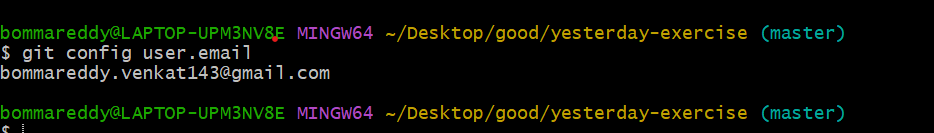 bommareddy@LAPTOP-UPM3NV8E MINGW64 ~/Desktop/good/yesterday-exercise (master)
$ git config user.email
bommareddy.venkat143@gmail.com
bommareddy@LAPTOP-UPM3NV8E MINGW64 ~/Desktop/good/yesterday-exercise (master)
$